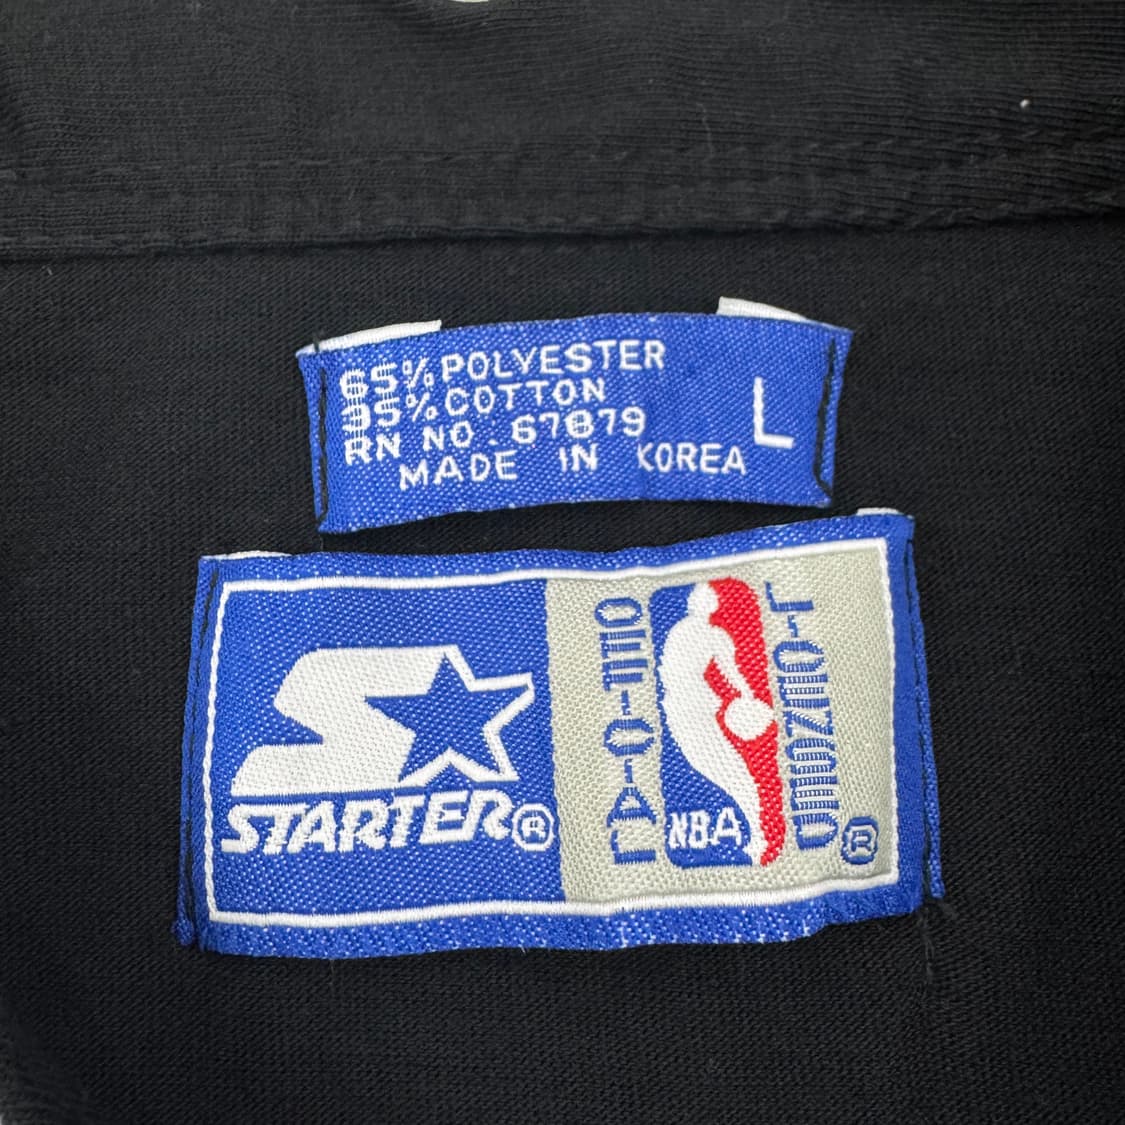 65% POLYESTER
35% COTTON
RN NO. 67879
MADE IN KOREA
L
STARTER®
OFFICIAL
NBA
LICENSED
®